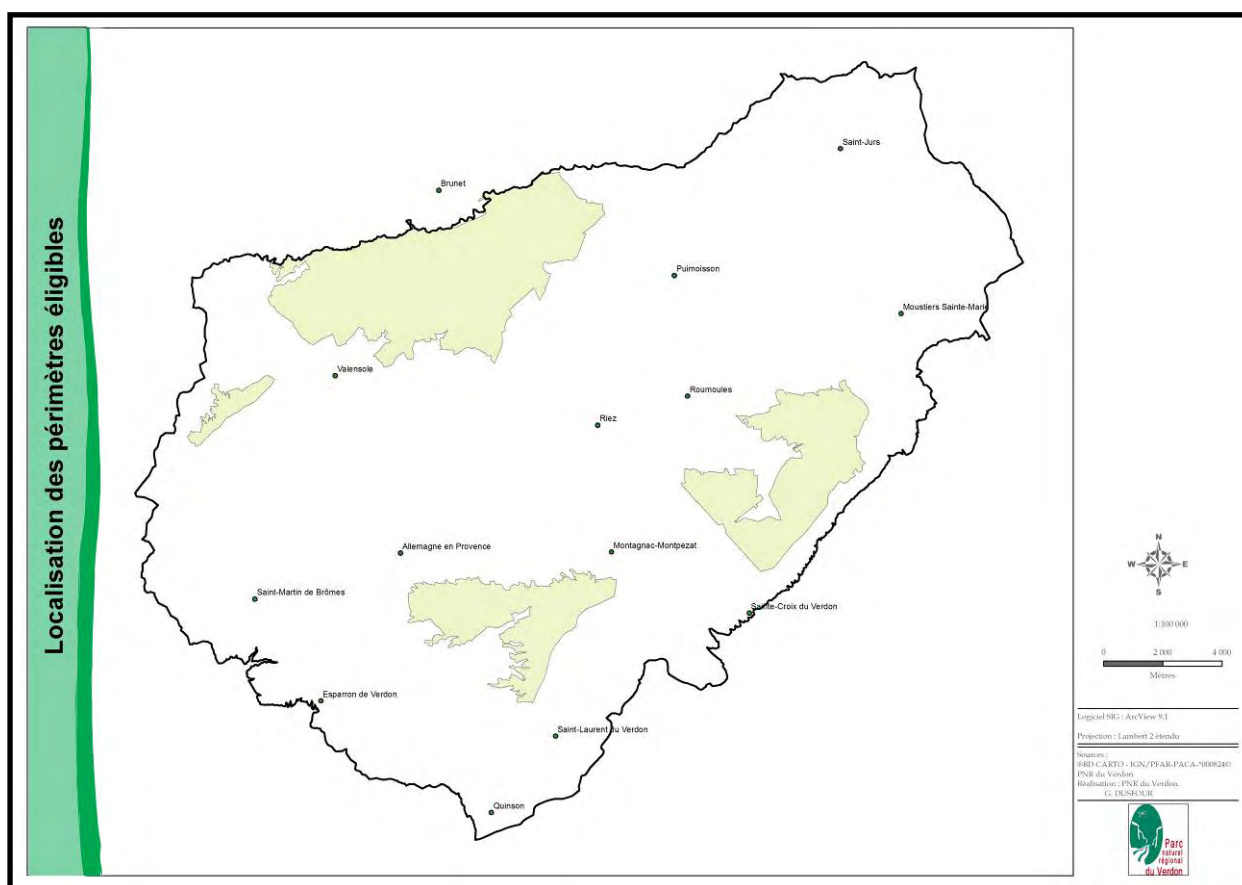 Localisation des périmètres éligibles
Saint-Jurs
Brunet
Puimoisson
Moustiers Sainte-Marie
Valensole
Roumoules
Riez
Allemagne en Provence
Montagnac-Montpezat
Saint-Martin de Brômes
Sainte-Croix du Verdon
Esparron de Verdon
Saint-Laurent du Verdon
Quinson
N
W E
S
1:100 000
0 2 000 4 000
Mètres
Logiciel SIG : ArcView 9.1
Projection : Lambert 2 étendu
Sources :
®BD CARTO - IGN/PFAR-PACA-°000824©
PNR du Verdon
Réalisation : PNR du Verdon.
G. DUSFOUR
Parc
naturel
régional
du Verdon